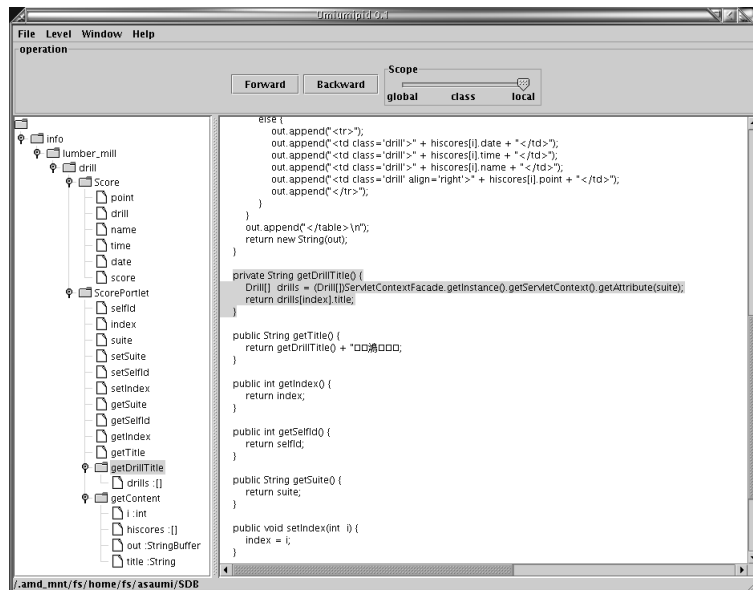 Umiumipid 0.1
File Level Window Help
operation
Forward
Backward
Scope
global class local
info
lumber_mill
drill
Score
point
drill
name
time
date
score
ScorePortlet
selfId
index
suite
setSuite
setSelfId
setIndex
getSuite
getSelfId
getIndex
getTitle
getDrillTitle
drills :[]
getContent
i :int
hiscores :[]
out :StringBuffer
title :String
else {
out.append("<tr>");
out.append("<td class='drill'>" + hiscores[i].date + "</td>");
out.append("<td class='drill'>" + hiscores[i].time + "</td>");
out.append("<td class='drill'>" + hiscores[i].name + "</td>");
out.append("<td class='drill' align='right'>" + hiscores[i].point + "</td>");
out.append("</tr>");
}
}
out.append("</table>\n");
return new String(out);
}
private String getDrillTitle() {
Drill[] drills = (Drill[])ServletContextFacade.getInstance().getServletContext().getAttribute(suite);
return drills[index].title;
}
public String getTitle() {
return getDrillTitle() + "□□□□□;
}
public int getIndex() {
return index;
}
public int getSelfId() {
return selfId;
}
public String getSuite() {
return suite;
}
public void setIndex(int i) {
index = i;
}
/.amd_mnt/fs/home/fs/asaumi/SDB